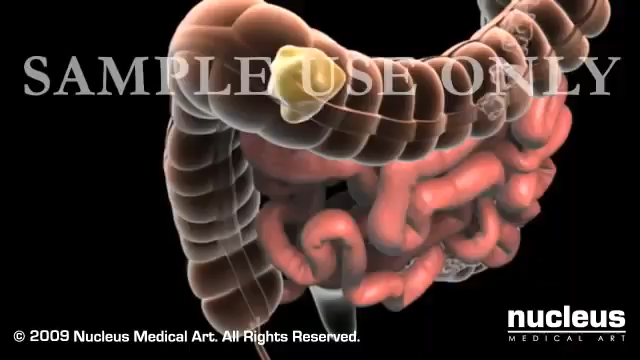 SAMPLE USE ONLY
nucleus
MEDICAL ART
© 2009 Nucleus Medical Art. All Rights Reserved.